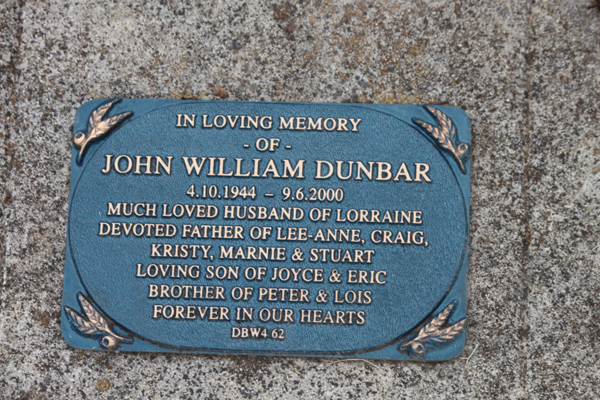 IN LOVING MEMORY
- OF -
JOHN WILLIAM DUNBAR
4.10.1944 - 9.6.2000
MUCH LOVED HUSBAND OF LORRAINE
DEVOTED FATHER OF LEE-ANNE, CRAIG,
KRISTY, MARNIE & STUART
LOVING SON OF JOYCE & ERIC
BROTHER OF PETER & LOIS
FOREVER IN OUR HEARTS
DBW4 62